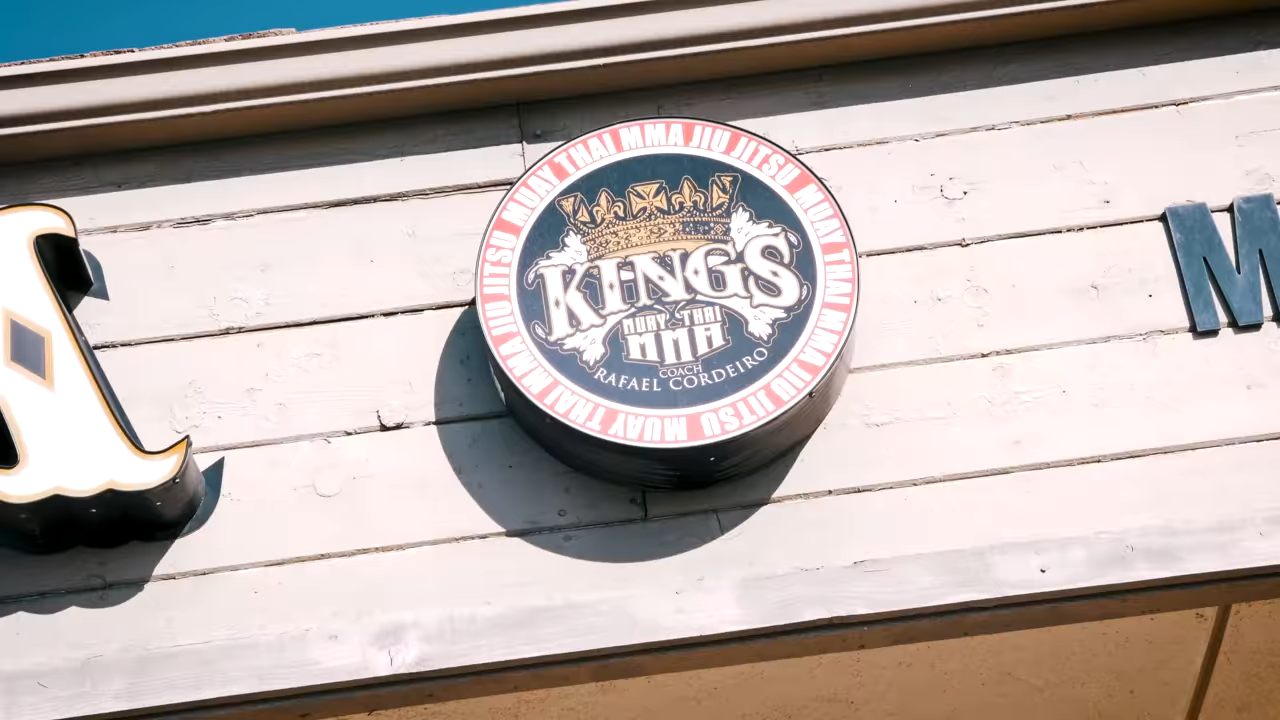 MUAY THAI MMA JIU JITSU MUAY THAI MMA JIU JITSU MUAY THAI MMA JIU JITSU
KINGS
MUAY THAI
MMA
COACH
RAFAEL CORDEIRO
M